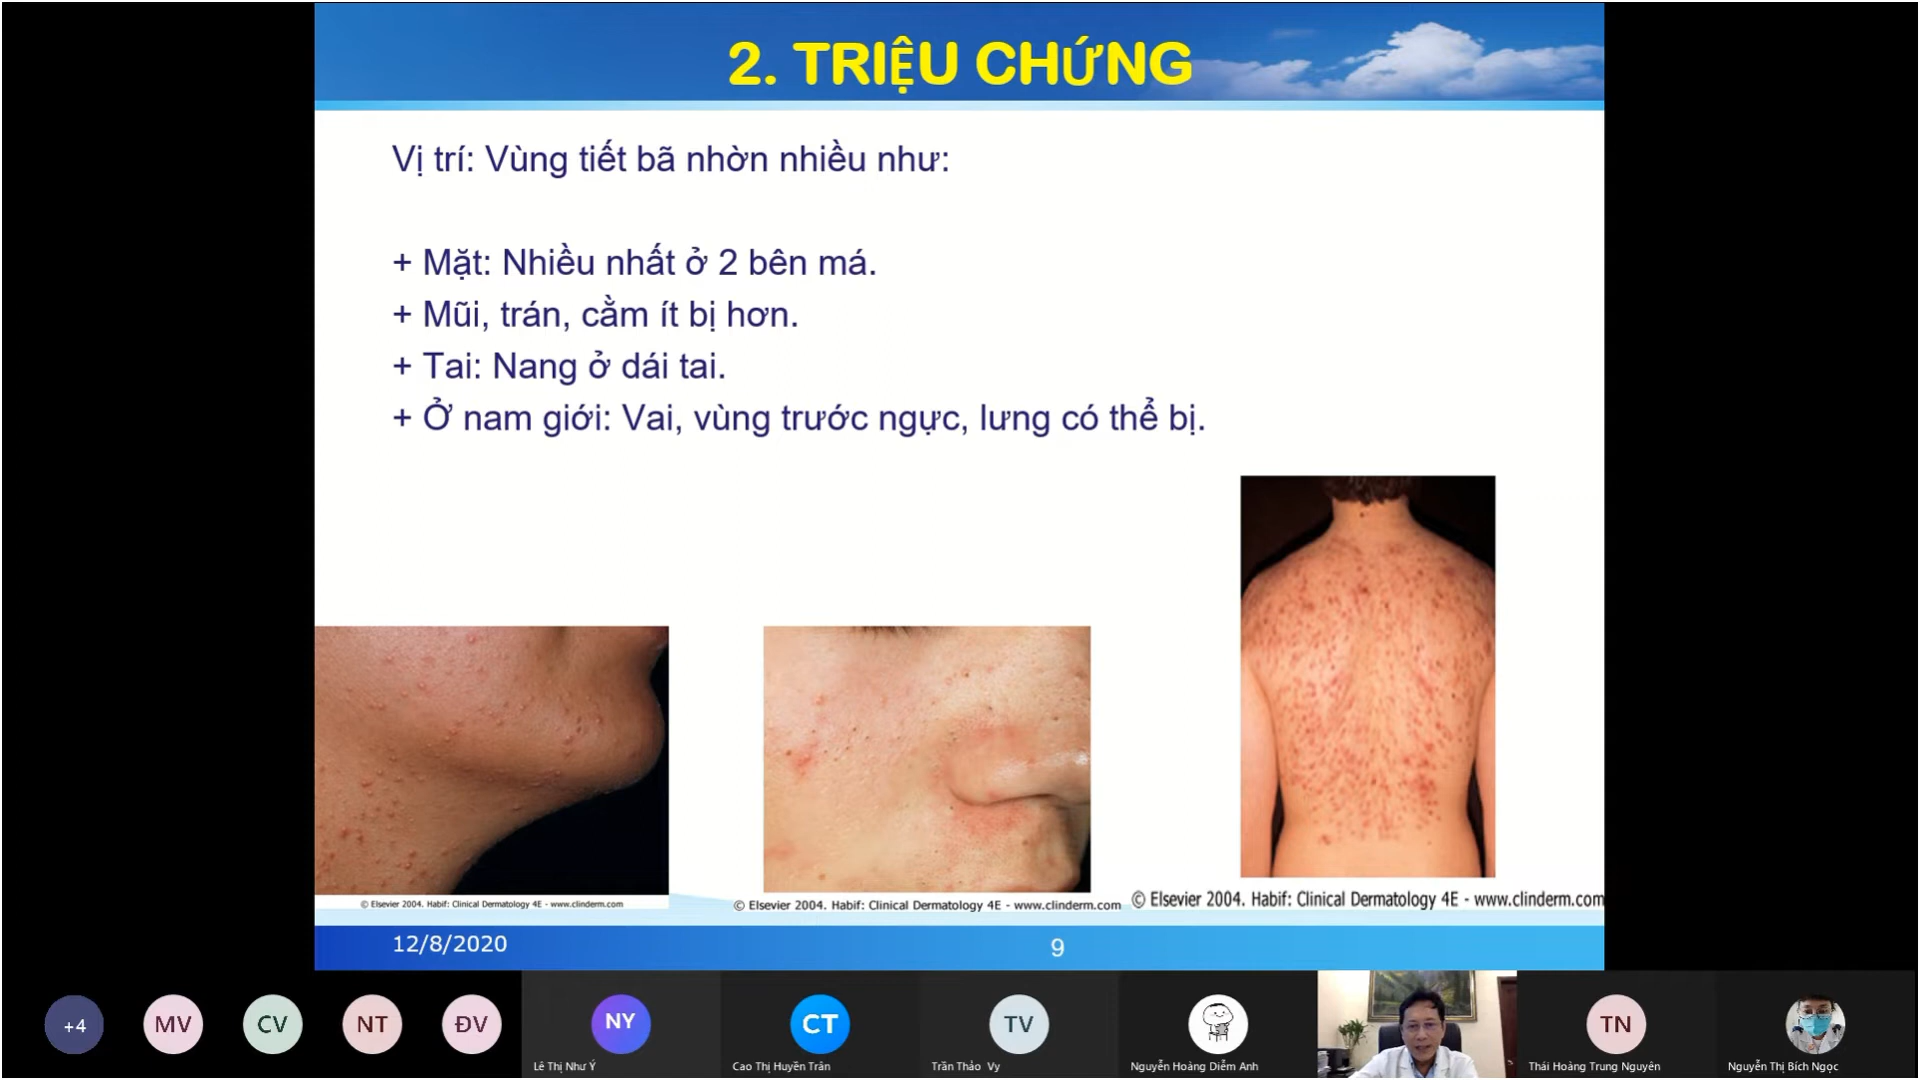 2. TRIỆU CHỨNG
Vị trí: Vùng tiết bã nhờn nhiều như:
+ Mặt: Nhiều nhất ở 2 bên má.
+ Mũi, trán, cằm ít bị hơn.
+ Tai: Nang ở dái tai.
+ Ở nam giới: Vai, vùng trước ngực, lưng có thể bị.
© Elsevier 2004. Habif: Clinical Dermatology 4E - www.clinderm.com
© Elsevier 2004. Habif: Clinical Dermatology 4E - www.clinderm.com
© Elsevier 2004. Habif: Clinical Dermatology 4E - www.clinderm.com
12/8/2020
9
+4
MV
CV
NT
ĐV
NY
Lê Thị Như Ý
CT
Cao Thị Huyền Trân
TV
Trần Thảo Vy
Nguyễn Hoàng Diễm Anh
TN
Thái Hoàng Trung Nguyên
Nguyễn Thị Bích Ngọc